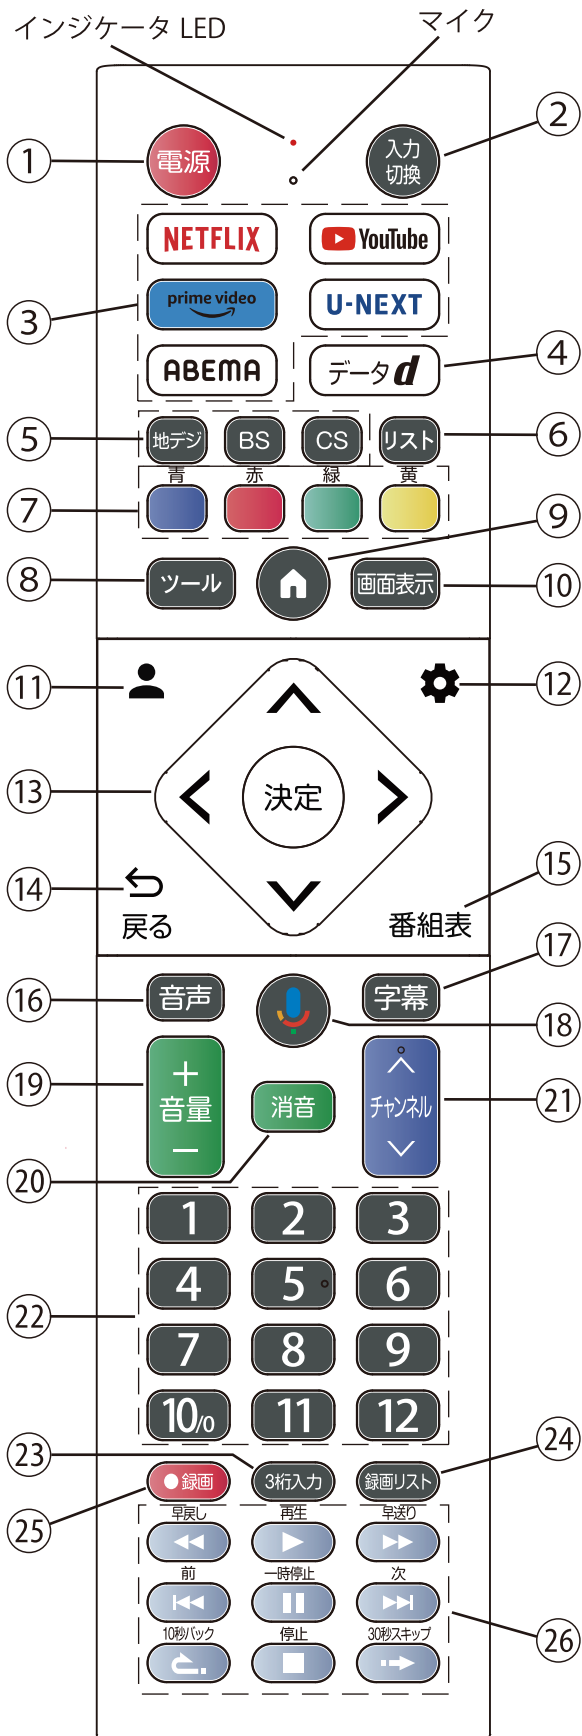 インジケータ LED
マイク
①
電源
入力
切換
②
NETFLIX
YouTube
③
prime video
U-NEXT
ABEMA
データd
④
⑤
地デジ
BS
CS
リスト
⑥
青
赤
緑
黄
⑦
⑧
ツール
⑨
画面表示
⑩
⑪
⑫
⑬
決定
⑭
戻る
番組表
⑮
⑯
音声
字幕
⑰
⑱
⑲
+
音量
−
消音
⑳
チャンネル
㉑
1
2
3
4
5
6
㉒
7
8
9
10/0
11
12
㉓
㉔
●録画
3桁入力
録画リスト
㉕
早戻し
再生
早送り
前
一時停止
次
㉖
10秒バック
停止
30秒スキップ